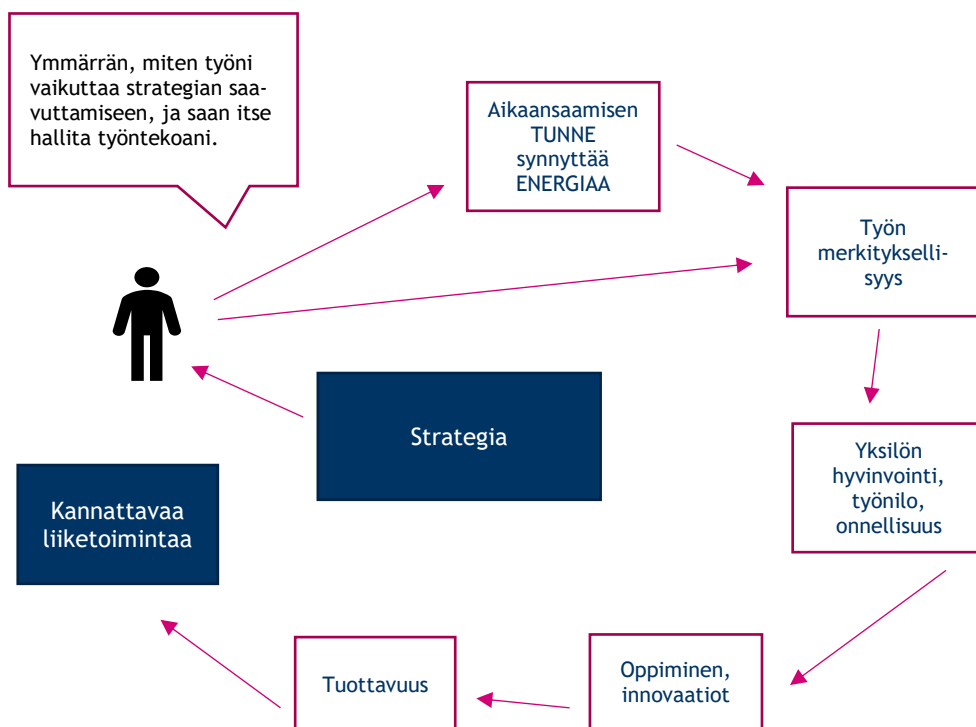 Ymmärrän, miten työni
vaikuttaa strategian saa-
vuttamiseen, ja saan itse
hallita työntekoani.
Aikaansaamisen
TUNNE
synnyttää
ENERGIAA
Työn
merkitykselli-
syys
Strategia
Yksilön
hyvinvointi,
työnilo,
onnellisuus
Kannattavaa
liiketoimintaa
Oppiminen,
innovaatiot
Tuottavuus